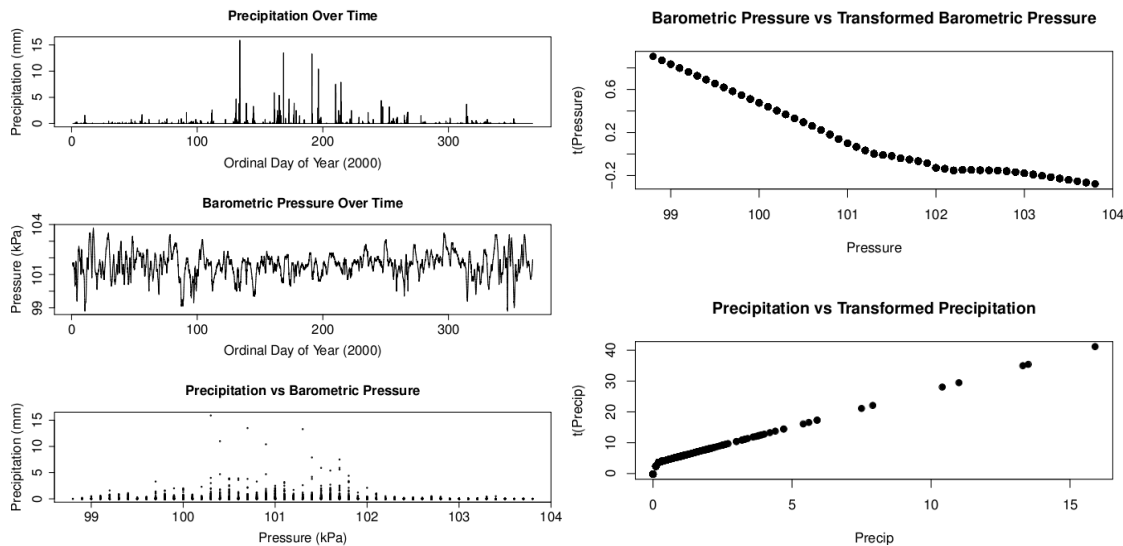 Precipitation Over Time
Precipitation (mm)
15
10
5
0
0 100 200 300
Ordinal Day of Year (2000)
Barometric Pressure Over Time
Pressure (kPa)
104
101
99
0 100 200 300
Ordinal Day of Year (2000)
Precipitation vs Barometric Pressure
Precipitation (mm)
15
10
5
0
99 100 101 102 103 104
Pressure (kPa)
Barometric Pressure vs Transformed Barometric Pressure
t(Pressure)
0.6
0.2
−0.2
99 100 101 102 103 104
Pressure
Precipitation vs Transformed Precipitation
t(Precip)
40
30
20
10
0
0 5 10 15
Precip